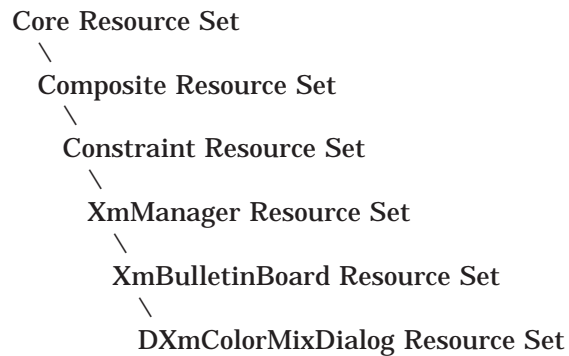 Core Resource Set
\
Composite Resource Set
\
Constraint Resource Set
\
XmManager Resource Set
\
XmBulletinBoard Resource Set
\
DXmColorMixDialog Resource Set